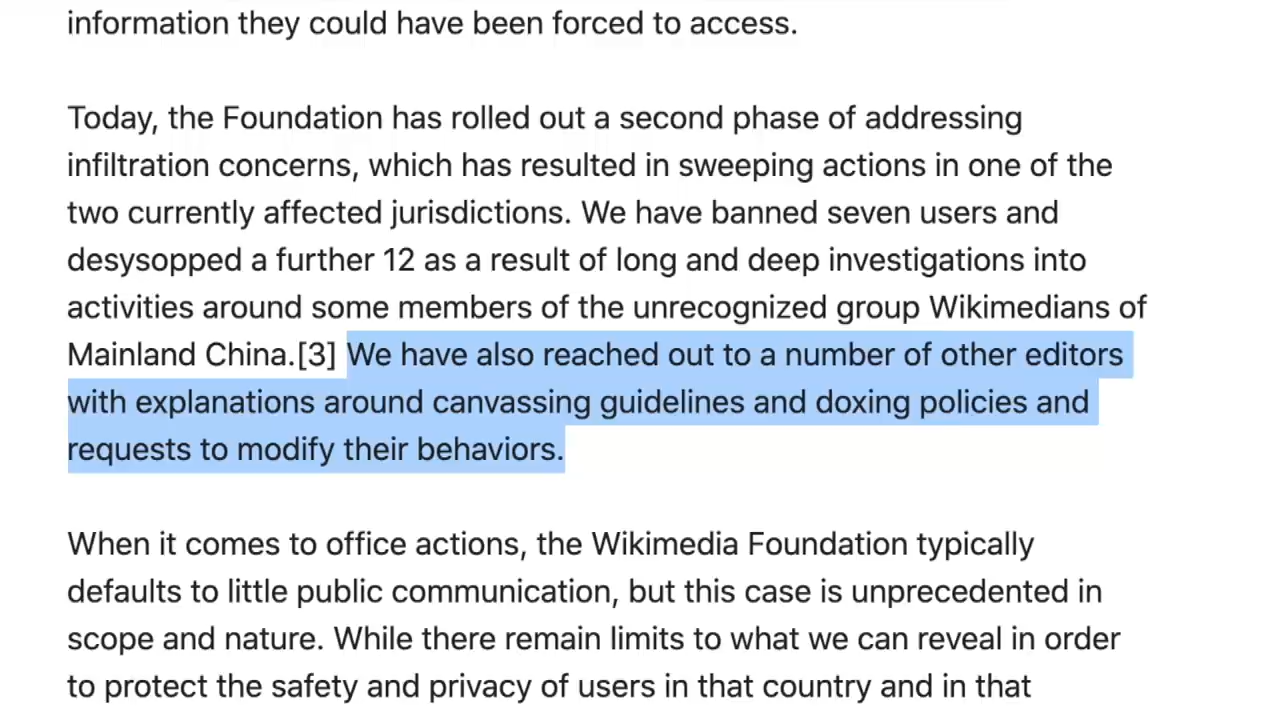 information they could have been forced to access.
Today, the Foundation has rolled out a second phase of addressing
infiltration concerns, which has resulted in sweeping actions in one of the
two currently affected jurisdictions. We have banned seven users and
desysopped a further 12 as a result of long and deep investigations into
activities around some members of the unrecognized group Wikimedians of
Mainland China.[3] We have also reached out to a number of other editors
with explanations around canvassing guidelines and doxing policies and
requests to modify their behaviors.
When it comes to office actions, the Wikimedia Foundation typically
defaults to little public communication, but this case is unprecedented in
scope and nature. While there remain limits to what we can reveal in order
to protect the safety and privacy of users in that country and in that